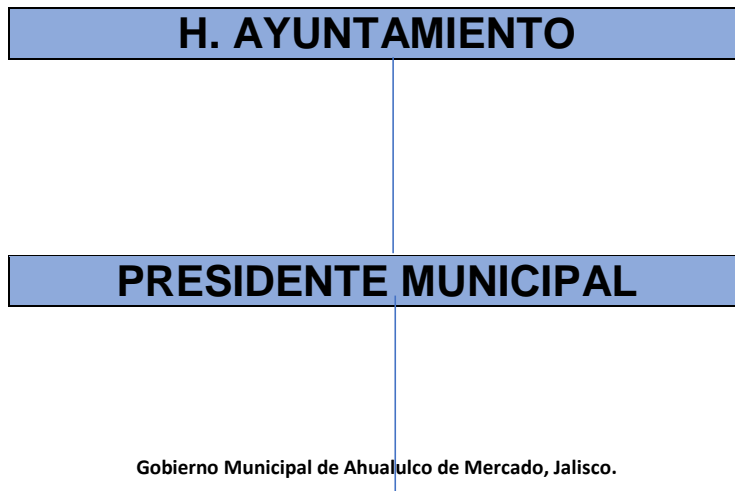 H. AYUNTAMIENTO
PRESIDENTE MUNICIPAL
Gobierno Municipal de Ahualulco de Mercado, Jalisco.